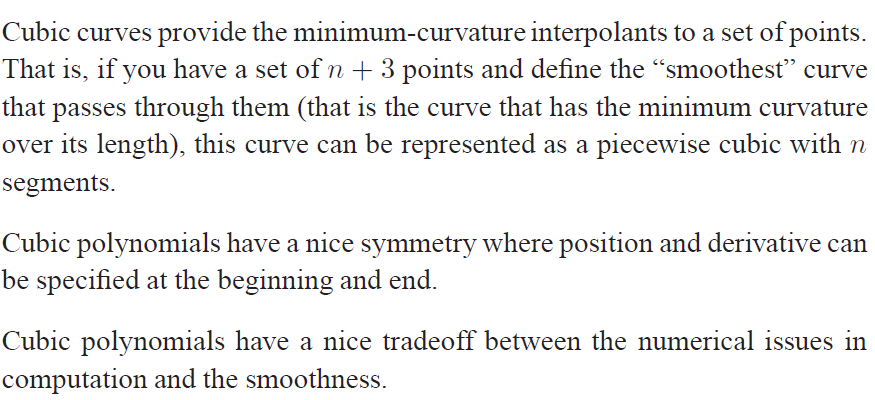 Cubic curves provide the minimum-curvature interpolants to a set of points.
That is, if you have a set of n + 3 points and define the “smoothest” curve
that passes through them (that is the curve that has the minimum curvature
over its length), this curve can be represented as a piecewise cubic with n
segments.
Cubic polynomials have a nice symmetry where position and derivative can
be specified at the beginning and end.
Cubic polynomials have a nice tradeoff between the numerical issues in
computation and the smoothness.